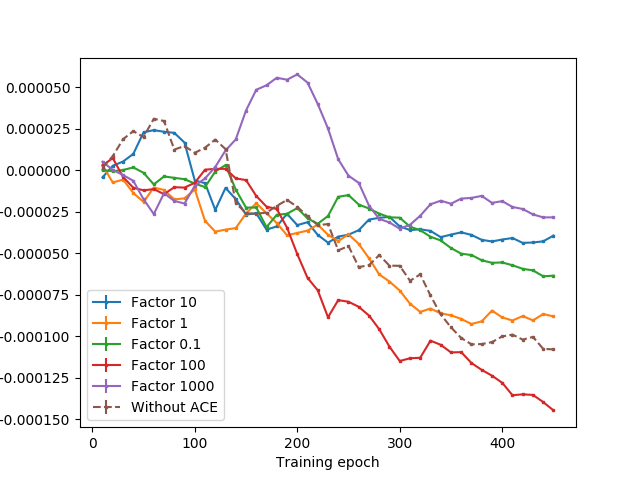 0.000050
0.000025
0.000000
-0.000025
-0.000050
-0.000075
-0.000100
-0.000125
-0.000150
Factor 10
Factor 1
Factor 0.1
Factor 100
Factor 1000
Without ACE
0 100 200 300 400
Training epoch